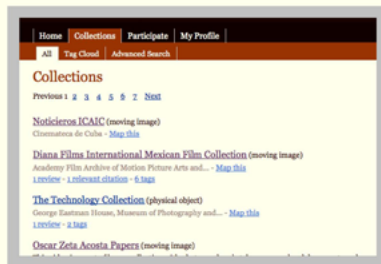 Home Collections Participate My Profile
All Tag Cloud Advanced Search
Collections
Previous 1 2 3 4 5 6 7 Next
Noticieros ICAIC (moving image)
Cinemateca de Cuba - Map this
Diana Films International Mexican Film Collection (moving image)
Academy Film Archive of Motion Picture Arts and... - Map this
1 review - 1 relevant citation - 6 tags
The Technology Collection (physical object)
George Eastman House, Museum of Photography and... - Map this
1 review - 2 tags
Oscar Zeta Acosta Papers (moving image)